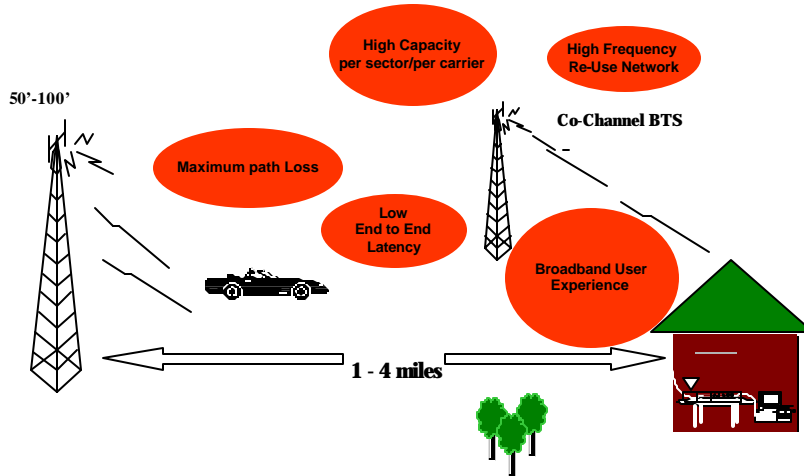 High Capacity
per sector/per carrier
High Frequency
Re-Use Network
50'-100'
Co-Channel BTS
Maximum path Loss
Low
End to End
Latency
Broadband User
Experience
1 - 4 miles